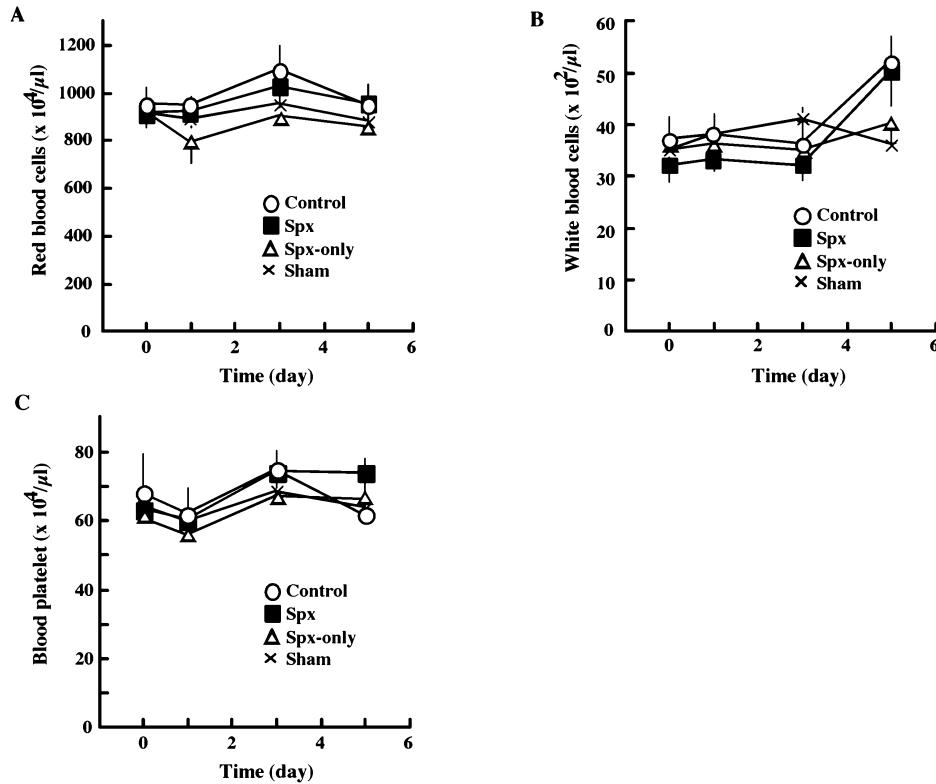 A
Red blood cells (x 10⁴/µl)
1200
1000
800
600
400
200
0
Control
Spx
Spx-only
Sham
0 2 4 6
Time (day)
B
White blood cells (x 10²/µl)
60
50
40
30
20
10
0
Control
Spx
Spx-only
Sham
0 2 4 6
Time (day)
C
Blood platelet (x 10⁴/µl)
80
60
40
20
0
Control
Spx
Spx-only
Sham
0 2 4 6
Time (day)